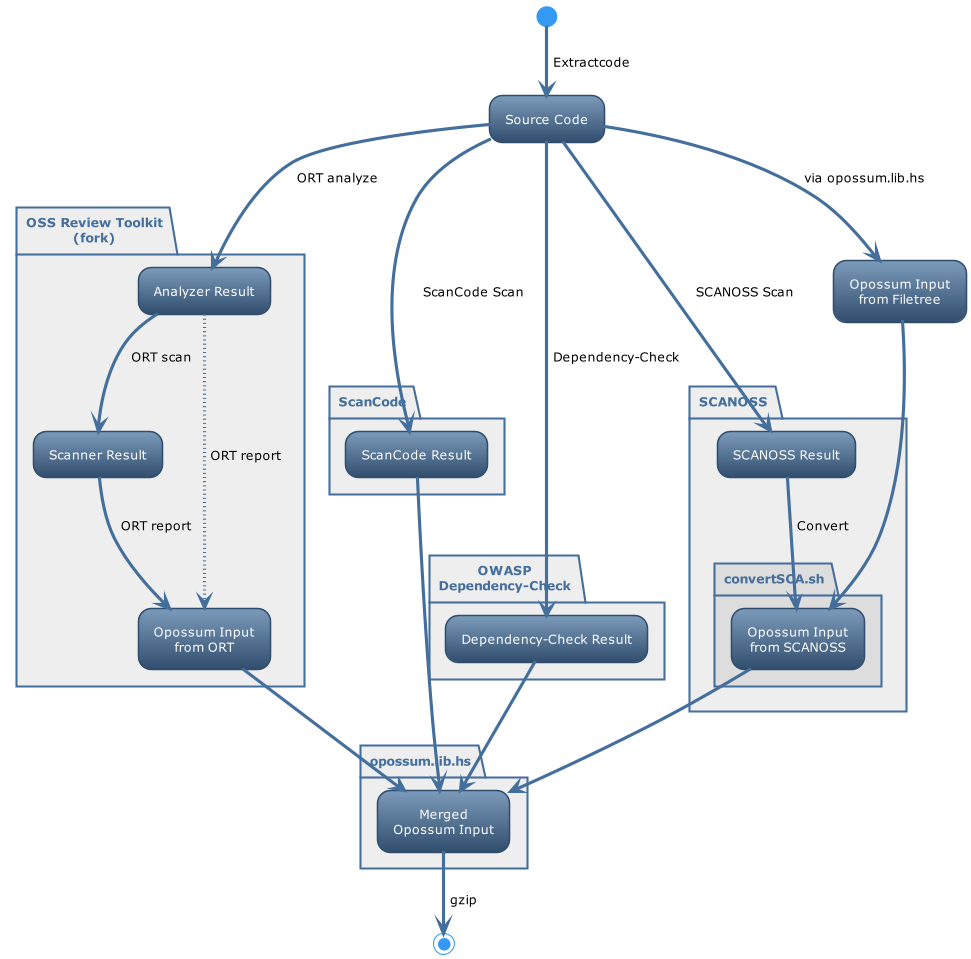 Extractcode
Source Code
ORT analyze
via opossum.lib.hs
OSS Review Toolkit
(fork)
Analyzer Result
Opossum Input
from Filetree
ScanCode Scan
SCANOSS Scan
ORT scan
Dependency-Check
ScanCode
SCANOSS
Scanner Result
ORT report
ScanCode Result
SCANOSS Result
ORT report
Convert
OWASP
Dependency-Check
convertSCA.sh
Opossum Input
from ORT
Dependency-Check Result
Opossum Input
from SCANOSS
opossum.lib.hs
Merged
Opossum Input
gzip